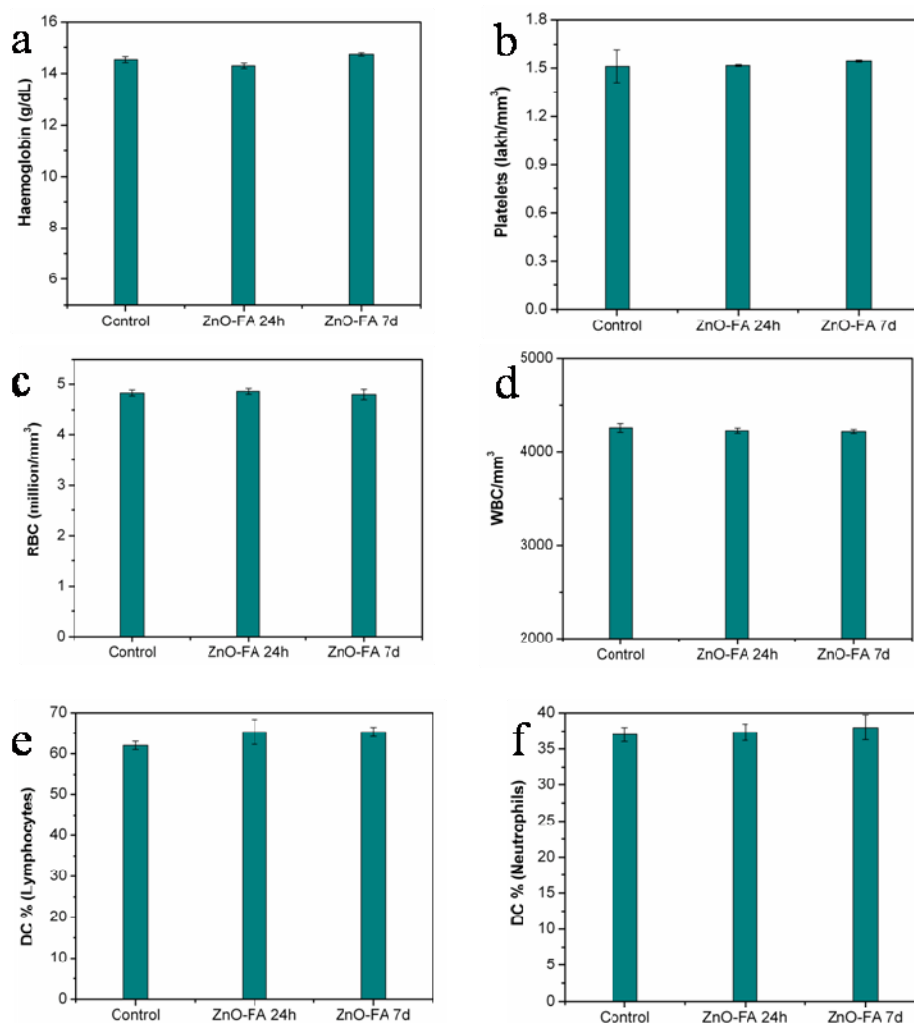 a
Haemoglobin (g/dL)
16
14
12
10
8
6
Control ZnO-FA 24h ZnO-FA 7d
b
Platelets (lakh/mm³)
1.8
1.5
1.2
0.9
0.6
0.3
0.0
Control ZnO-FA 24h ZnO-FA 7d
c
RBC (million/mm³)
5
4
3
2
1
0
Control ZnO-FA 24h ZnO-FA 7d
d
WBC/mm³
5000
4000
3000
2000
Control ZnO-FA 24h ZnO-FA 7d
e
DC % (Lymphocytes)
70
60
50
40
30
20
10
0
Control ZnO-FA 24h ZnO-FA 7d
f
DC % (Neutrophils)
40
35
30
25
20
15
10
5
0
Control ZnO-FA 24h ZnO-FA 7d